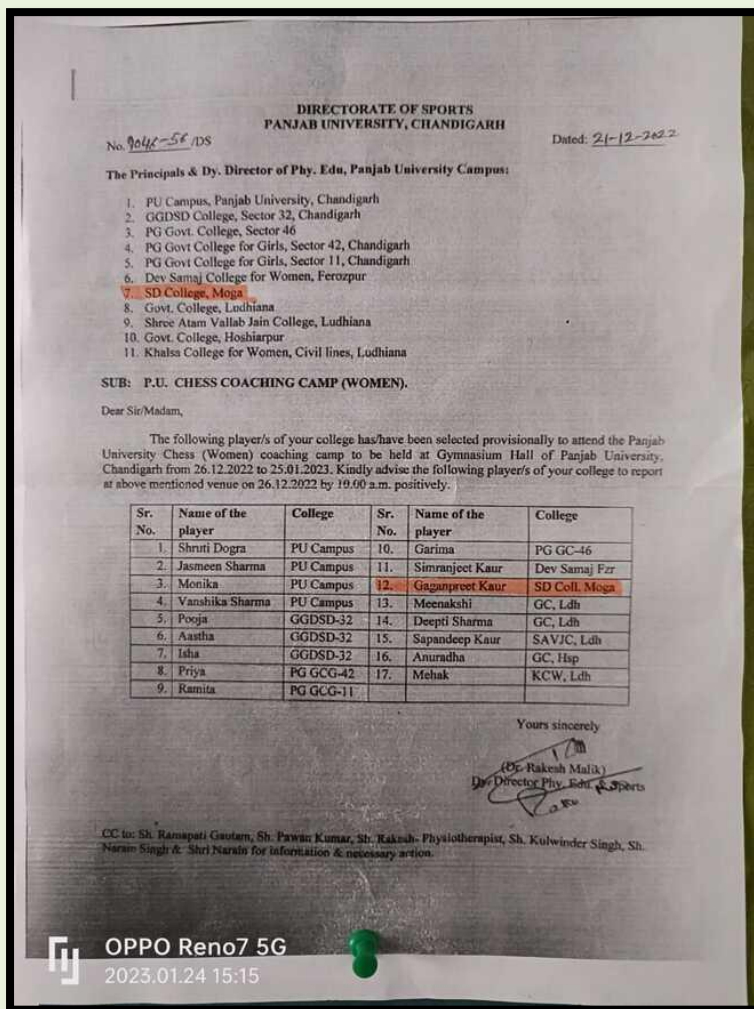 DIRECTORATE OF SPORTS
PANJAB UNIVERSITY, CHANDIGARH
No. 9046-56 /DS
Dated: 21-12-2022
The Principals & Dy. Director of Phy. Edu, Panjab University Campus:
1. PU Campus, Panjab University, Chandigarh
2. GGDSD College, Sector 32, Chandigarh
3. PG Govt. College, Sector 46
4. PG Govt College for Girls, Sector 42, Chandigarh
5. PG Govt College for Girls, Sector 11, Chandigarh
6. Dev Samaj College for Women, Ferozpur
7. SD College, Moga
8. Govt. College, Ludhiana
9. Shree Atam Vallab Jain College, Ludhiana
10. Govt. College, Hoshiarpur
11. Khalsa College for Women, Civil lines, Ludhiana
SUB: P.U. CHESS COACHING CAMP (WOMEN).
Dear Sir/Madam,
The following player/s of your college has/have been selected provisionally to attend the Panjab
University Chess (Women) coaching camp to be held at Gymnasium Hall of Panjab University,
Chandigarh from 26.12.2022 to 25.01.2023. Kindly advise the following player/s of your college to report
at above mentioned venue on 26.12.2022 by 10.00 a.m. positively.
Sr. No. Name of the player College Sr. No. Name of the player College
1. Shruti Dogra PU Campus 10. Garima PG GC-46
2. Jasmeen Sharma PU Campus 11. Simranjeet Kaur Dev Samaj Fzr
3. Monika PU Campus 12. Gaganpreet Kaur SD Coll. Moga
4. Vanshika Sharma PU Campus 13. Meenakshi GC, Ldh
5. Pooja GGDSD-32 14. Deepti Sharma GC, Ldh
6. Aastha GGDSD-32 15. Sapandeep Kaur SAVJC, Ldh
7. Isha GGDSD-32 16. Anuradha GC, Hsp
8. Priya PG GCG-42 17. Mehak KCW, Ldh
9. Ramita PG GCG-11
Yours sincerely
(Dr. Rakesh Malik)
Dy. Director Phy. Edu. & Sports
CC to: Sh. Ramapati Gautam, Sh. Pawan Kumar, Sh. Rakesh- Physiotherapist, Sh. Kulwinder Singh, Sh.
Narain Singh & Shri Narain for information & necessary action.
OPPO Reno7 5G
2023.01.24 15:15